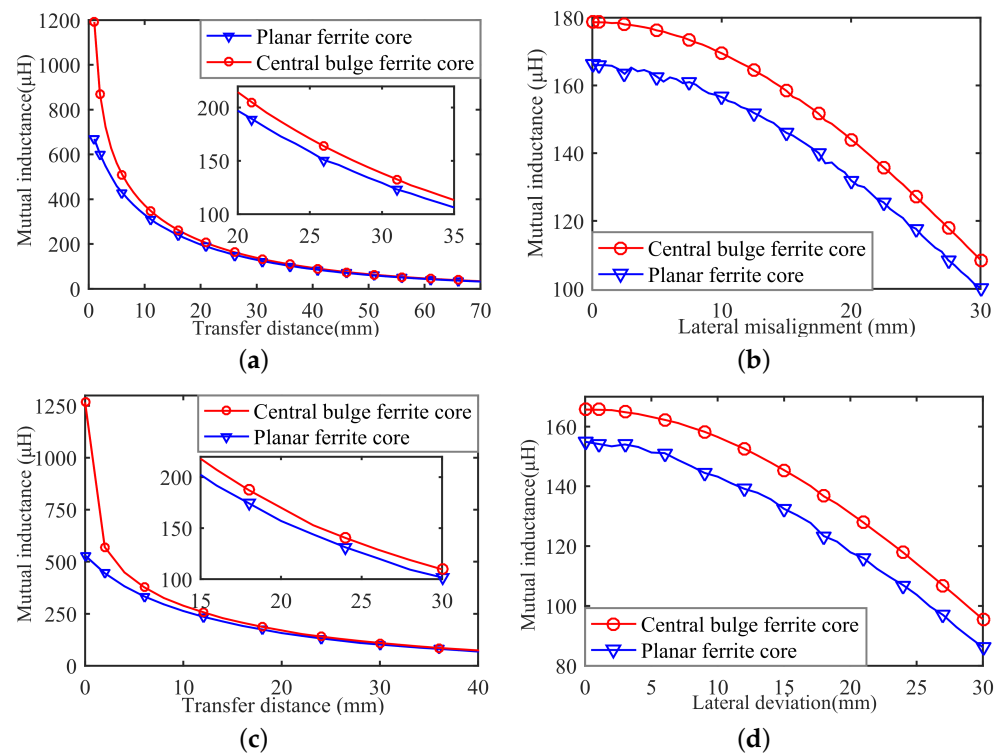 1200
1000
800
600
400
200
0
Mutual inductance(μH)
Planar ferrite core
Central bulge ferrite core
200
150
100
20 25 30 35
0 10 20 30 40 50 60 70
Transfer distance(mm)
(a)
180
160
140
120
100
Mutual inductance (μH)
Central bulge ferrite core
Planar ferrite core
0 10 20 30
Lateral misalignment (mm)
(b)
1250
1000
750
500
250
0
Mutual inductance (μH)
Central bulge ferrite core
Planar ferrite core
200
150
100
15 20 25 30
0 10 20 30 40
Transfer distance (mm)
(c)
160
140
120
100
80
Mutual inductance(μH)
Central bulge ferrite core
Planar ferrite core
0 5 10 15 20 25 30
Lateral deviation(mm)
(d)